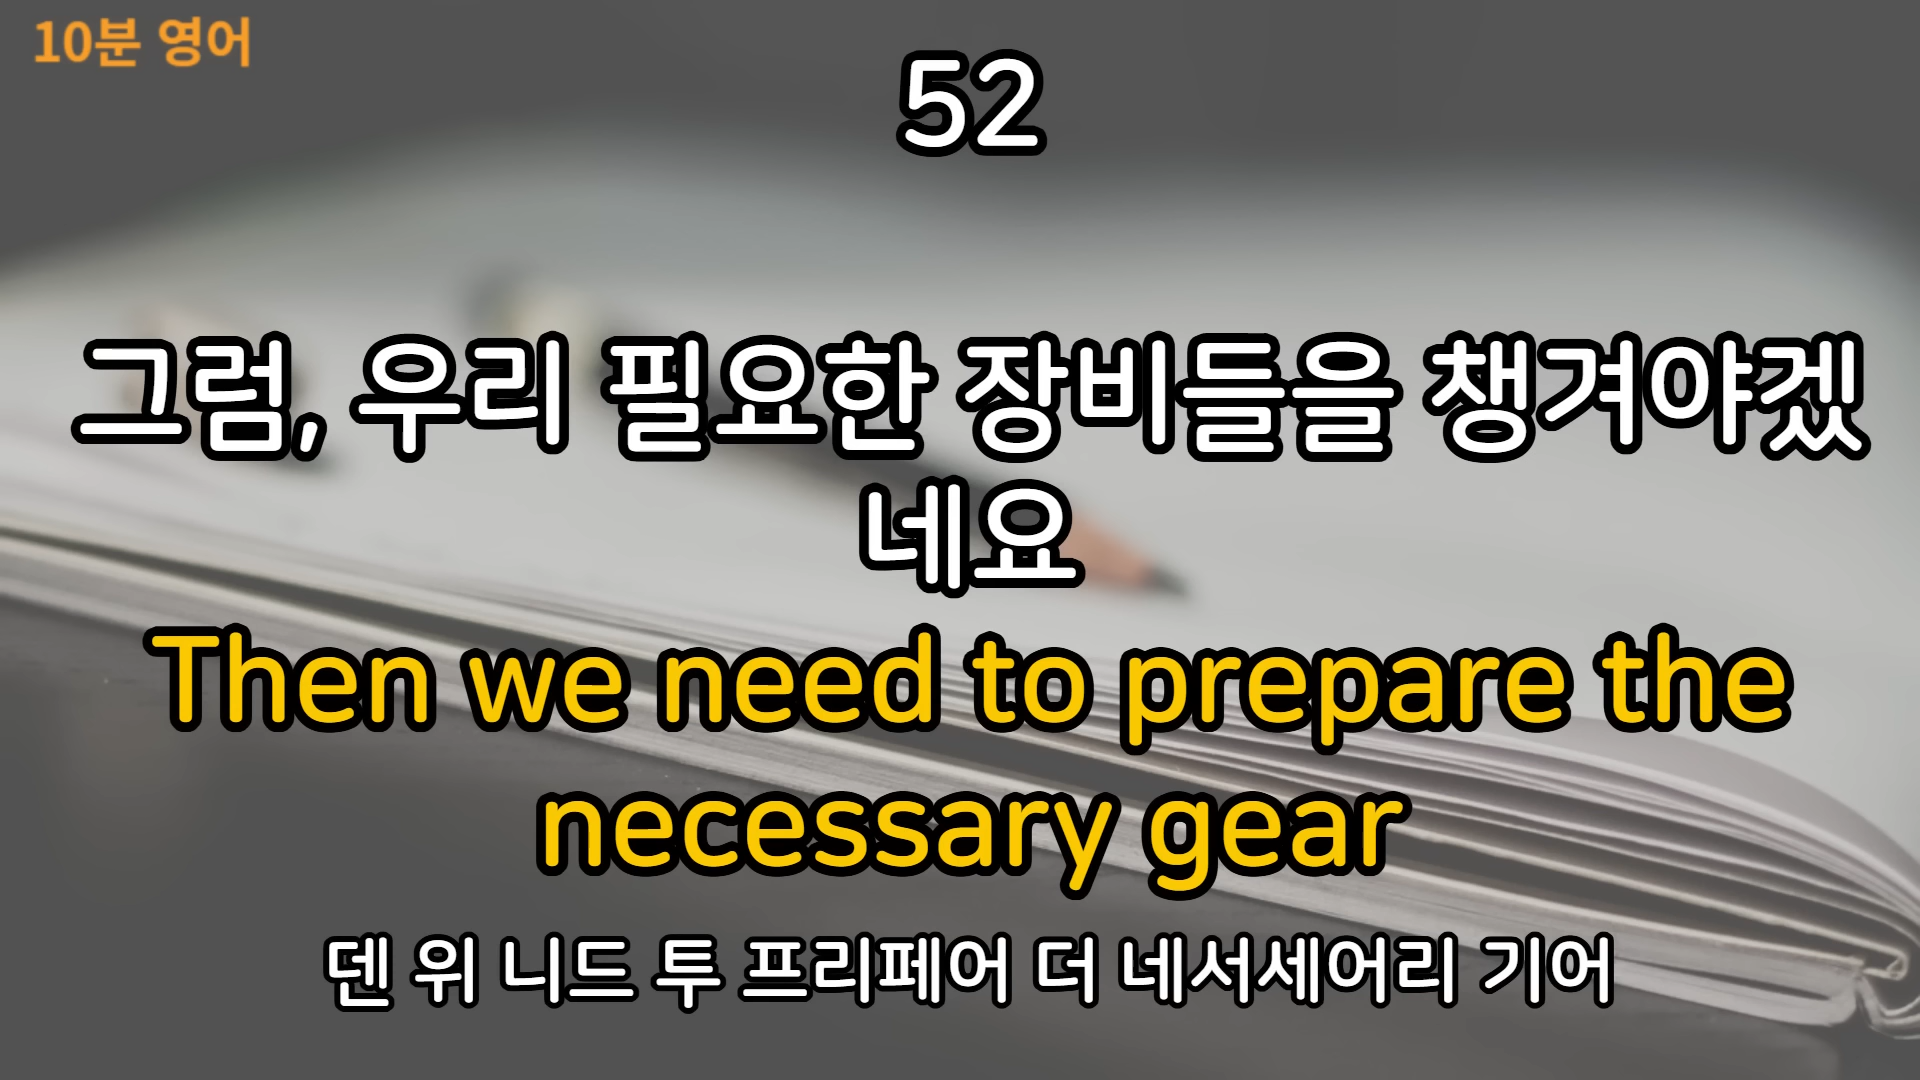 10분 영어
52
그럼, 우리 필요한 장비들을 챙겨야겠
네요
Then we need to prepare the
necessary gear
덴 위 니드 투 프리페어 더 네서세어리 기어